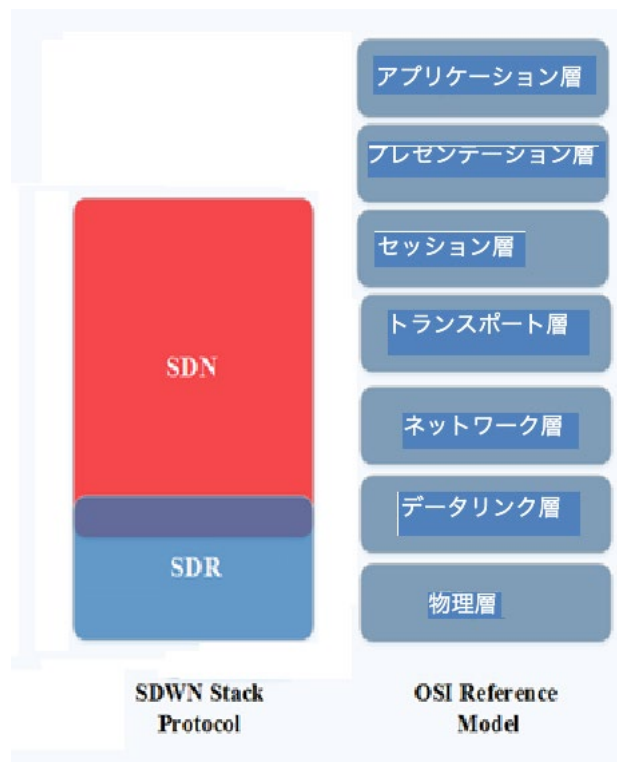 アプリケーション層
プレゼンテーション層
セッション層
トランスポート層
SDN
ネットワーク層
データリンク層
SDR
物理層
SDWN Stack
Protocol
OSI Reference
Model